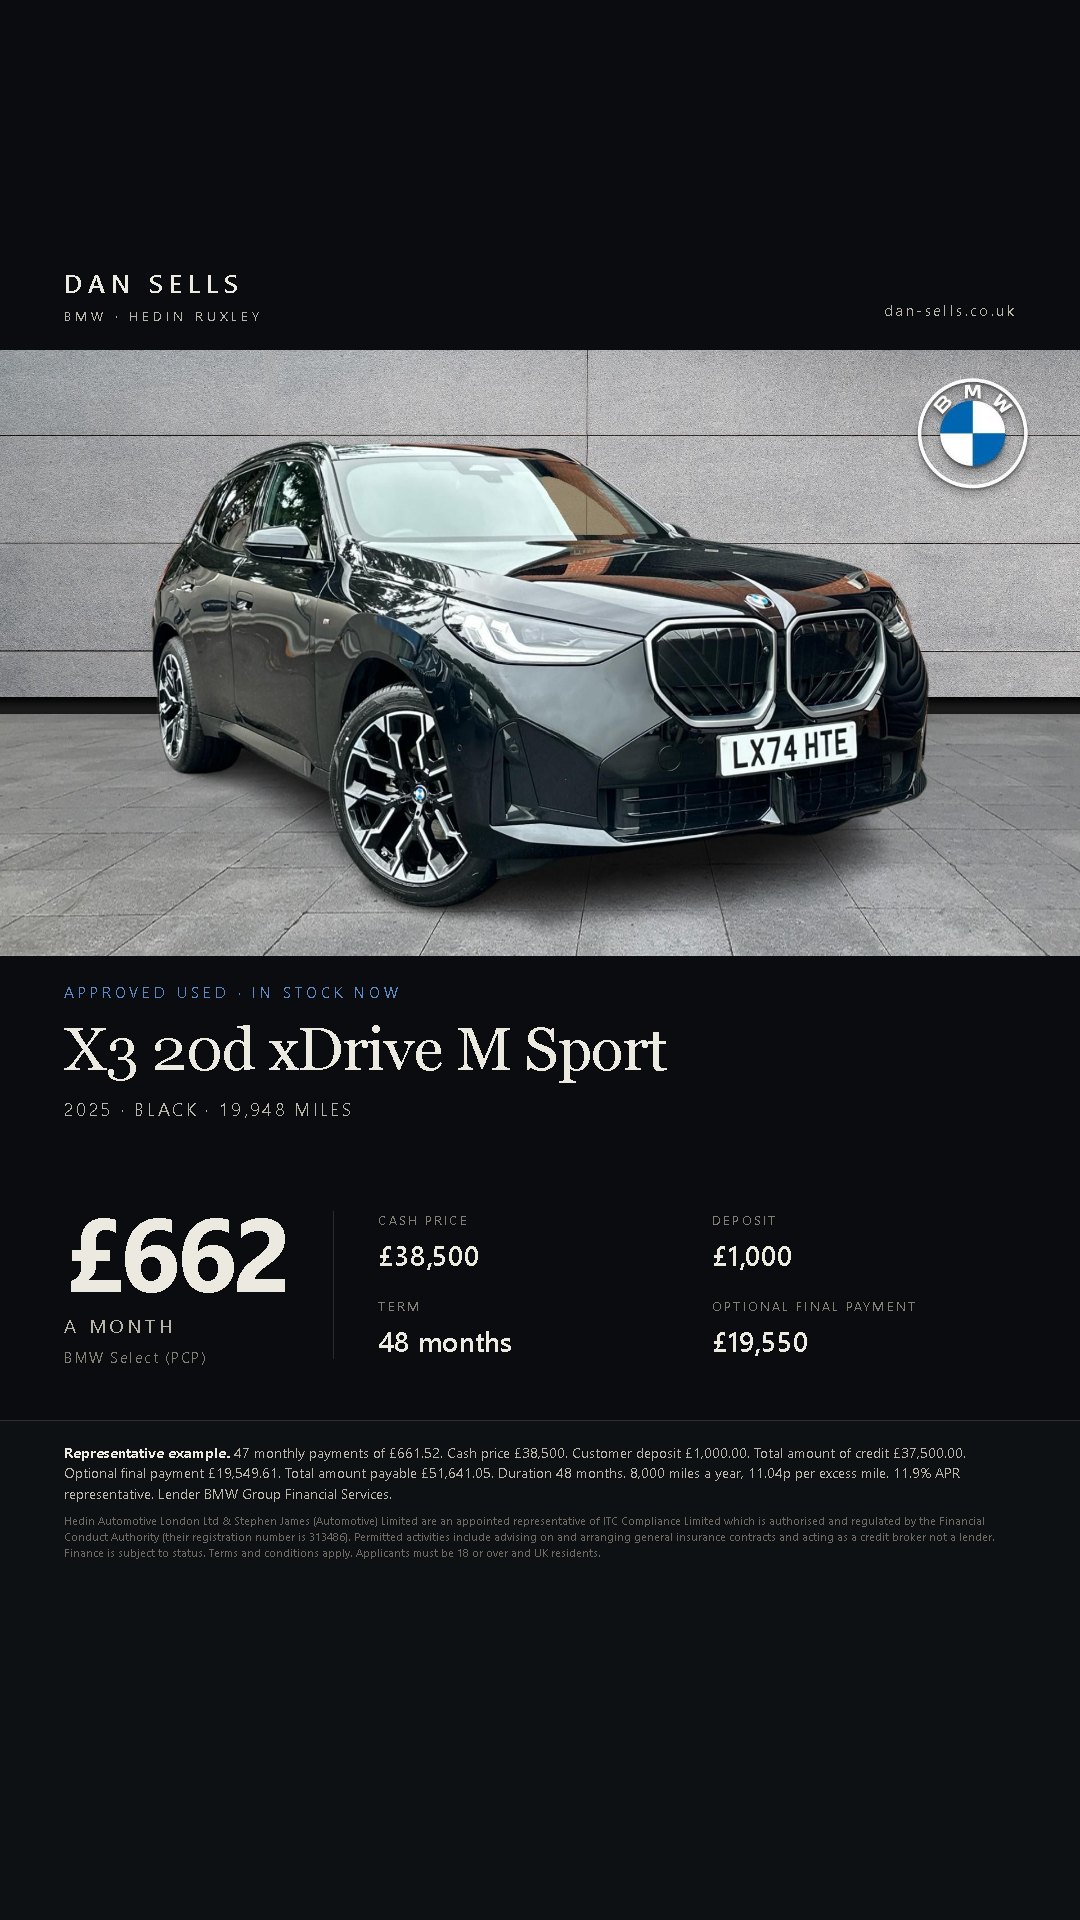 DAN SELLS
BMW · HEDIN RUXLEY
dan-sells.co.uk
BMW
LX74 HTE
APPROVED USED · IN STOCK NOW
X3 20d xDrive M Sport
2025 · BLACK · 19,948 MILES
£662
A MONTH
BMW Select (PCP)
CASH PRICE
£38,500
DEPOSIT
£1,000
TERM
48 months
OPTIONAL FINAL PAYMENT
£19,550
Representative example. 47 monthly payments of £661.52. Cash price £38,500. Customer deposit £1,000.00. Total amount of credit £37,500.00.
Optional final payment £19,549.61. Total amount payable £51,641.05. Duration 48 months. 8,000 miles a year, 11.04p per excess mile. 11.9% APR
representative. Lender BMW Group Financial Services.
Hedin Automotive London Ltd & Stephen James (Automotive) Limited are an appointed representative of ITC Compliance Limited which is authorised and regulated by the Financial
Conduct Authority (their registration number is 313486). Permitted activities include advising on and arranging general insurance contracts and acting as a credit broker not a lender.
Finance is subject to status. Terms and conditions apply. Applicants must be 18 or over and UK residents.